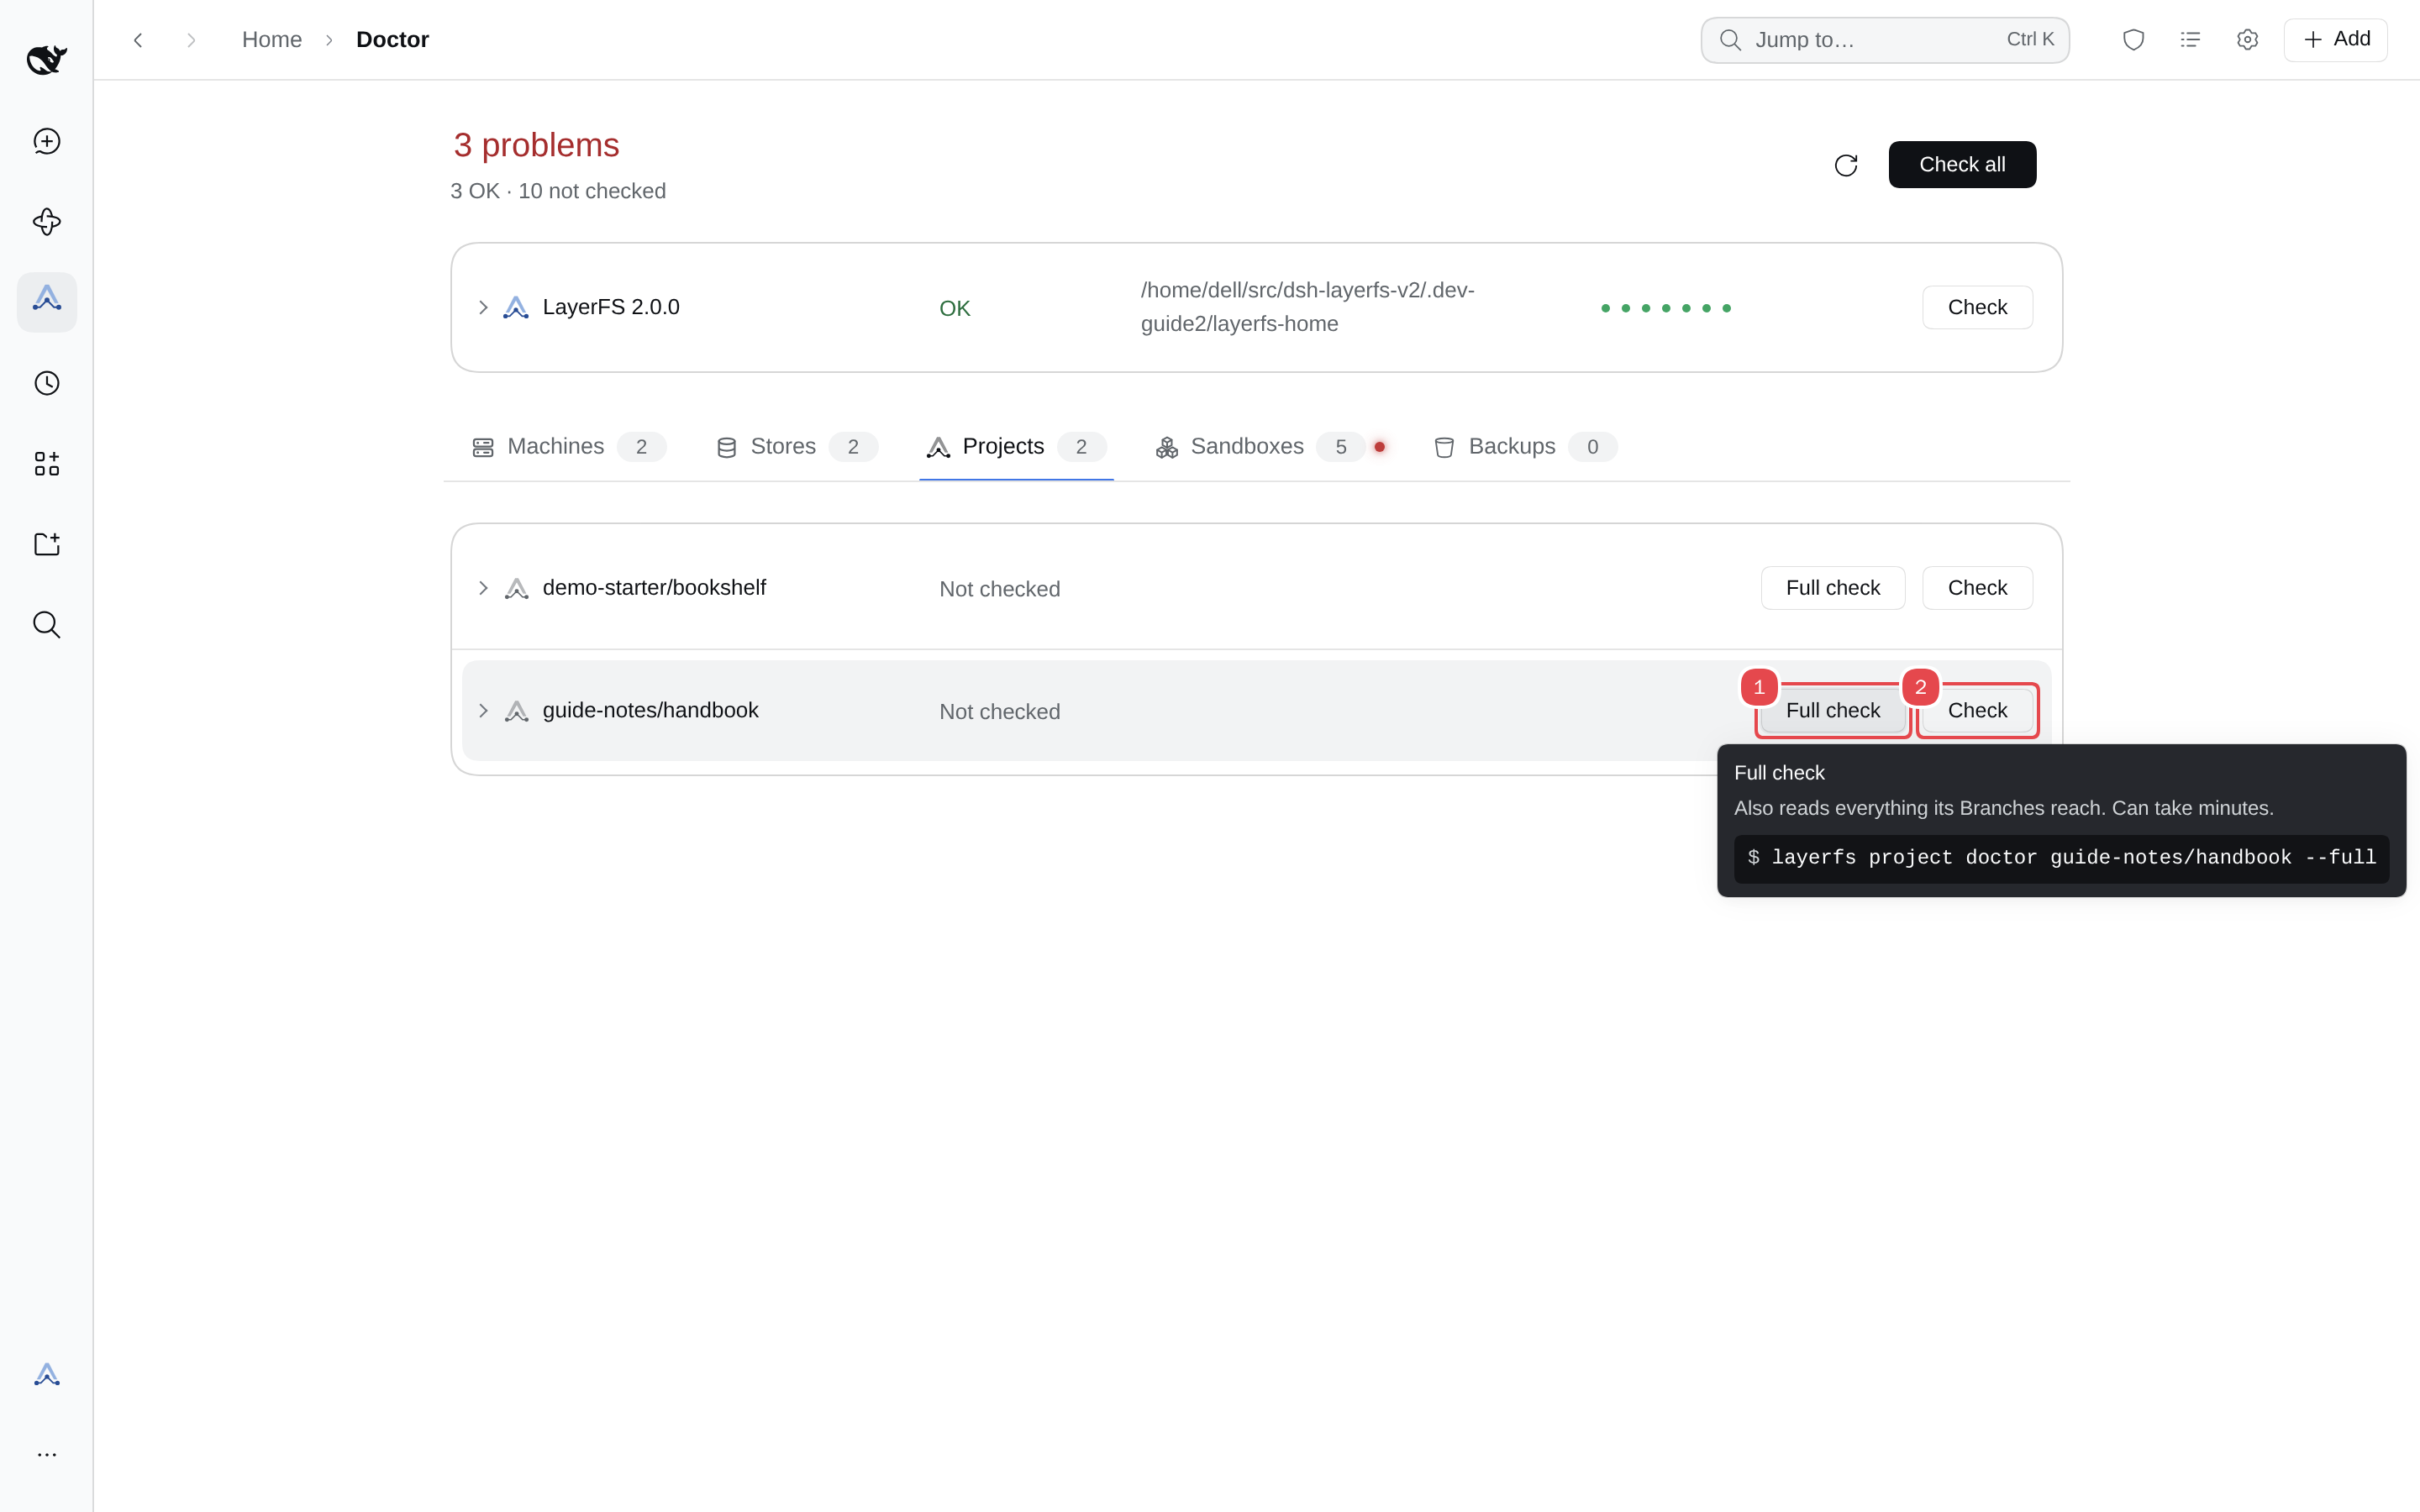 Home
Doctor
Jump to…
Ctrl K
Add
3 problems
3 OK · 10 not checked
Check all
LayerFS 2.0.0
OK
/home/dell/src/dsh-layerfs-v2/.dev-
guide2/layerfs-home
Check
Machines 2
Stores 2
Projects 2
Sandboxes 5
Backups 0
demo-starter/bookshelf
Not checked
Full check
Check
guide-notes/handbook
Not checked
1
Full check
2
Check
Full check
Also reads everything its Branches reach. Can take minutes.
$ layerfs project doctor guide-notes/handbook --full